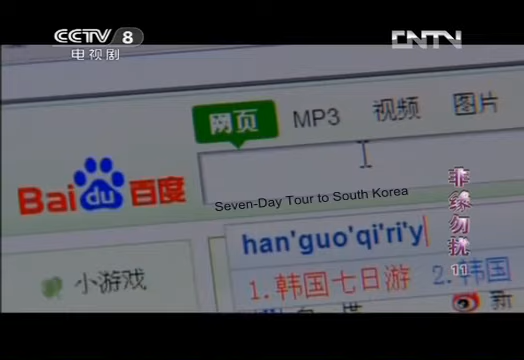 CCTV 8
电视剧
CNTV
网页 MP3 视频 图片
Bai du 百度
Seven-Day Tour to South Korea
han'guo'qi'ri'y
1.韩国七日游 2.韩国
小游戏
新
非缘勿扰
11